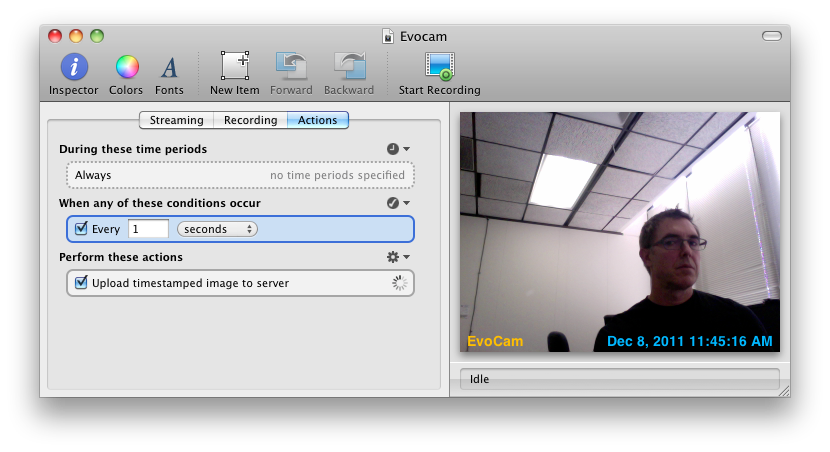 Evocam
Inspector Colors Fonts New Item Forward Backward Start Recording
Streaming Recording Actions
During these time periods
Always no time periods specified
When any of these conditions occur
Every 1 seconds
Perform these actions
Upload timestamped image to server
EvoCam Dec 8, 2011 11:45:16 AM
Idle